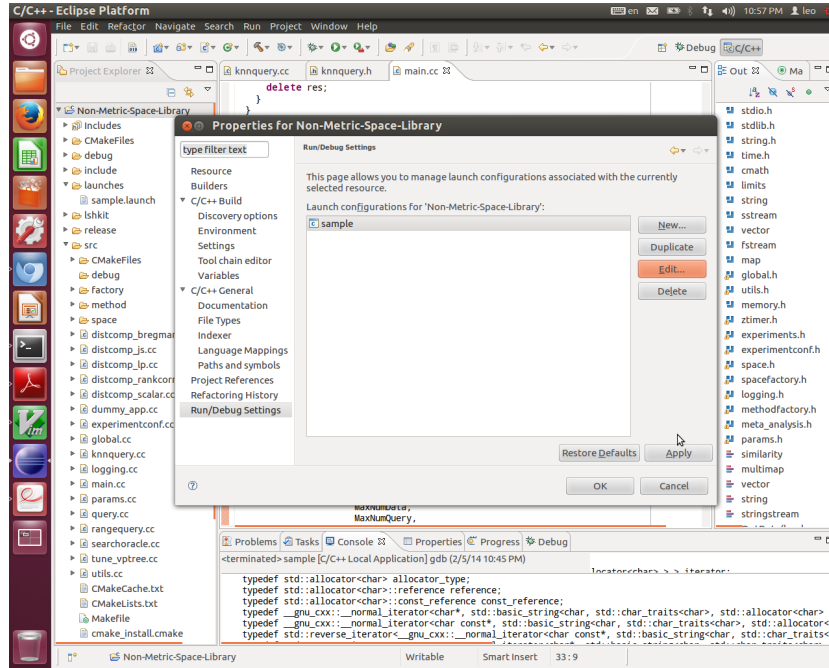 C/C++ - Eclipse Platform
en
10:57 PM
leo
File Edit Refactor Navigate Search Run Project Window Help
Debug
C/C++
Project Explorer
knnquery.cc
knnquery.h
main.cc
Out
Ma
Non-Metric-Space-Library
Includes
CMakeFiles
debug
include
launches
sample.launch
lshkit
release
src
CMakeFiles
debug
factory
method
space
distcomp_bregmar
distcomp_js.cc
distcomp_lp.cc
distcomp_rankcorr
distcomp_scalar.cc
dummy_app.cc
experimentconf.cc
global.cc
knnquery.cc
logging.cc
main.cc
params.cc
query.cc
rangequery.cc
searchoracle.cc
tune_vptree.cc
utils.cc
CMakeCache.txt
CMakeLists.txt
Makefile
cmake_install.cmake
delete res;
}
}
Properties for Non-Metric-Space-Library
type filter text
Resource
Builders
C/C++ Build
Discovery options
Environment
Settings
Tool chain editor
Variables
C/C++ General
Documentation
File Types
Indexer
Language Mappings
Paths and symbols
Project References
Refactoring History
Run/Debug Settings
Run/Debug Settings
This page allows you to manage launch configurations associated with the currently
selected resource.
Launch configurations for 'Non-Metric-Space-Library':
sample
New...
Duplicate
Edit...
Delete
Restore Defaults
Apply
OK
Cancel
MaxNumData,
MaxNumQuery,
stdio.h
stdlib.h
string.h
time.h
cmath
limits
string
sstream
vector
fstream
map
global.h
utils.h
memory.h
ztimer.h
experiments.h
experimentconf.h
space.h
spacefactory.h
logging.h
methodfactory.h
meta_analysis.h
params.h
similarity
multimap
vector
string
stringstream
Problems
Tasks
Console
Properties
Progress
Debug
<terminated> sample [C/C++ Local Application] gdb (2/5/14 10:45 PM)
typedef std::allocator<char> allocator_type;
typedef std::allocator<char>::reference reference;
typedef std::allocator<char>::const_reference const_reference;
typedef __gnu_cxx::__normal_iterator<char*, std::basic_string<char, std::char_traits<char>, std::allocator<char>
typedef __gnu_cxx::__normal_iterator<char const*, std::basic_string<char, std::char_traits<char>, std::allocator<
typedef std::reverse_iterator<__gnu_cxx::__normal_iterator<char const*, std::basic_string<char, std::char_traits<
Non-Metric-Space-Library
Writable
Smart Insert
33 : 9